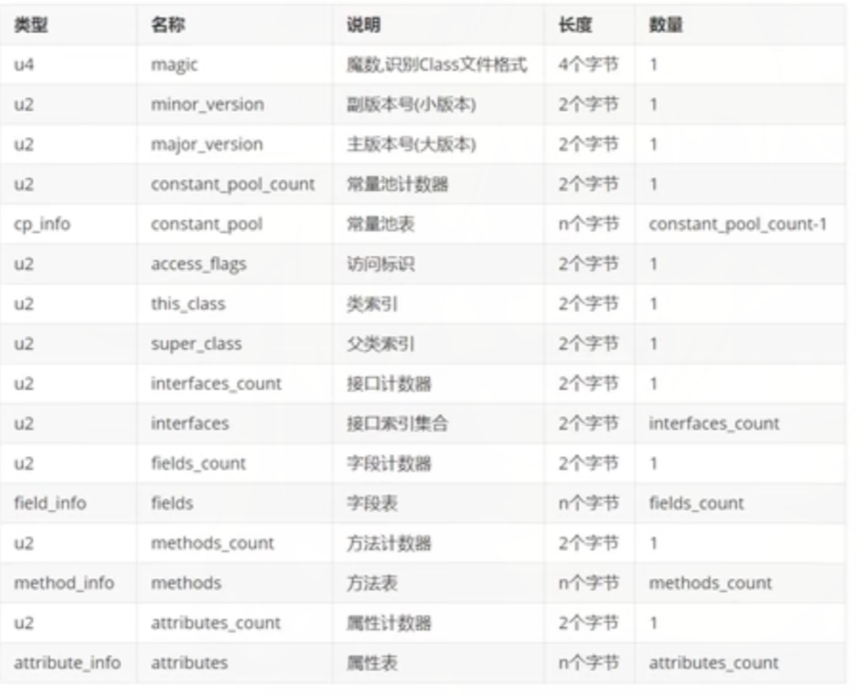 类型 名称 说明 长度 数量
u4 magic 魔数,识别Class文件格式 4个字节 1
u2 minor_version 副版本号(小版本) 2个字节 1
u2 major_version 主版本号(大版本) 2个字节 1
u2 constant_pool_count 常量池计数器 2个字节 1
cp_info constant_pool 常量池表 n个字节 constant_pool_count-1
u2 access_flags 访问标识 2个字节 1
u2 this_class 类索引 2个字节 1
u2 super_class 父类索引 2个字节 1
u2 interfaces_count 接口计数器 2个字节 1
u2 interfaces 接口索引集合 2个字节 interfaces_count
u2 fields_count 字段计数器 2个字节 1
field_info fields 字段表 n个字节 fields_count
u2 methods_count 方法计数器 2个字节 1
method_info methods 方法表 n个字节 methods_count
u2 attributes_count 属性计数器 2个字节 1
attribute_info attributes 属性表 n个字节 attributes_count